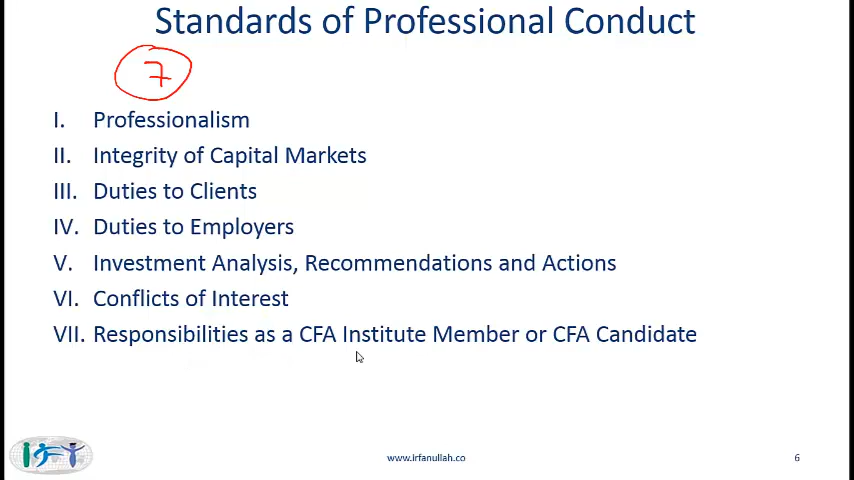 Standards of Professional Conduct
7
I. Professionalism
II. Integrity of Capital Markets
III. Duties to Clients
IV. Duties to Employers
V. Investment Analysis, Recommendations and Actions
VI. Conflicts of Interest
VII. Responsibilities as a CFA Institute Member or CFA Candidate
www.irfanullah.co
6